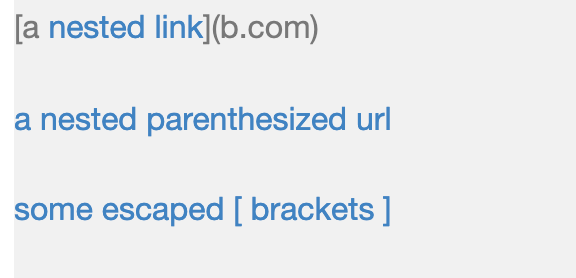 [a nested link](b.com)
a nested parenthesized url
some escaped [ brackets ]